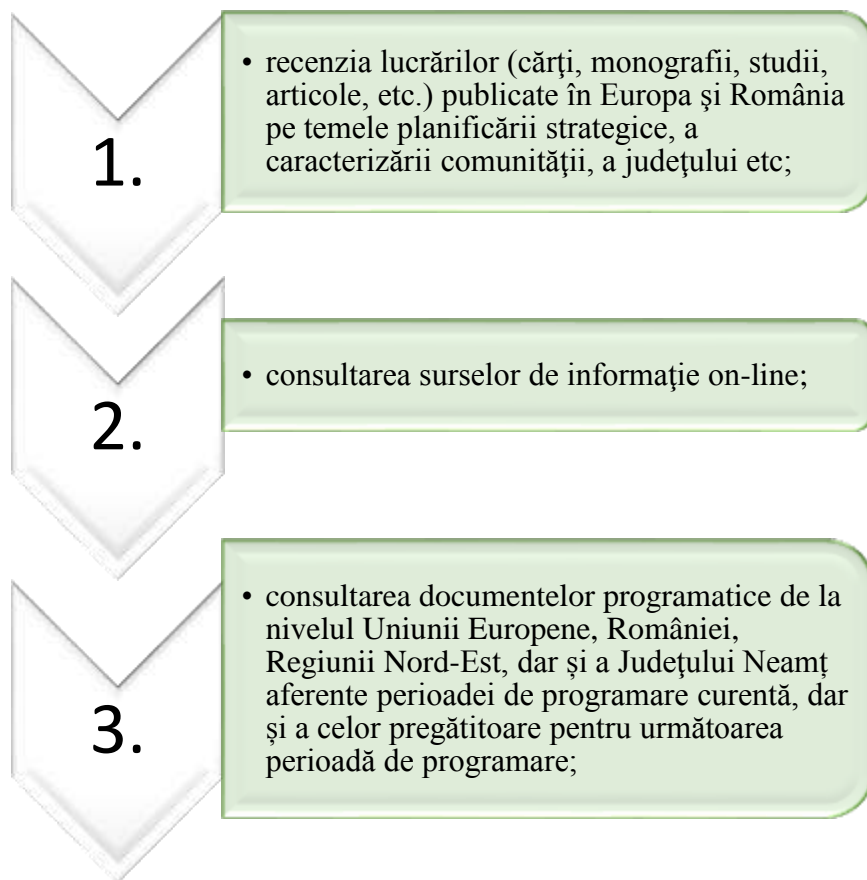 1.
• recenzia lucrărilor (cărţi, monografii, studii,
articole, etc.) publicate în Europa şi România
pe temele planificării strategice, a
caracterizării comunităţii, a judeţului etc;
2.
• consultarea surselor de informaţie on-line;
3.
• consultarea documentelor programatice de la
nivelul Uniunii Europene, României,
Regiunii Nord-Est, dar și a Judeţului Neamț
aferente perioadei de programare curentă, dar
și a celor pregătitoare pentru următoarea
perioadă de programare;